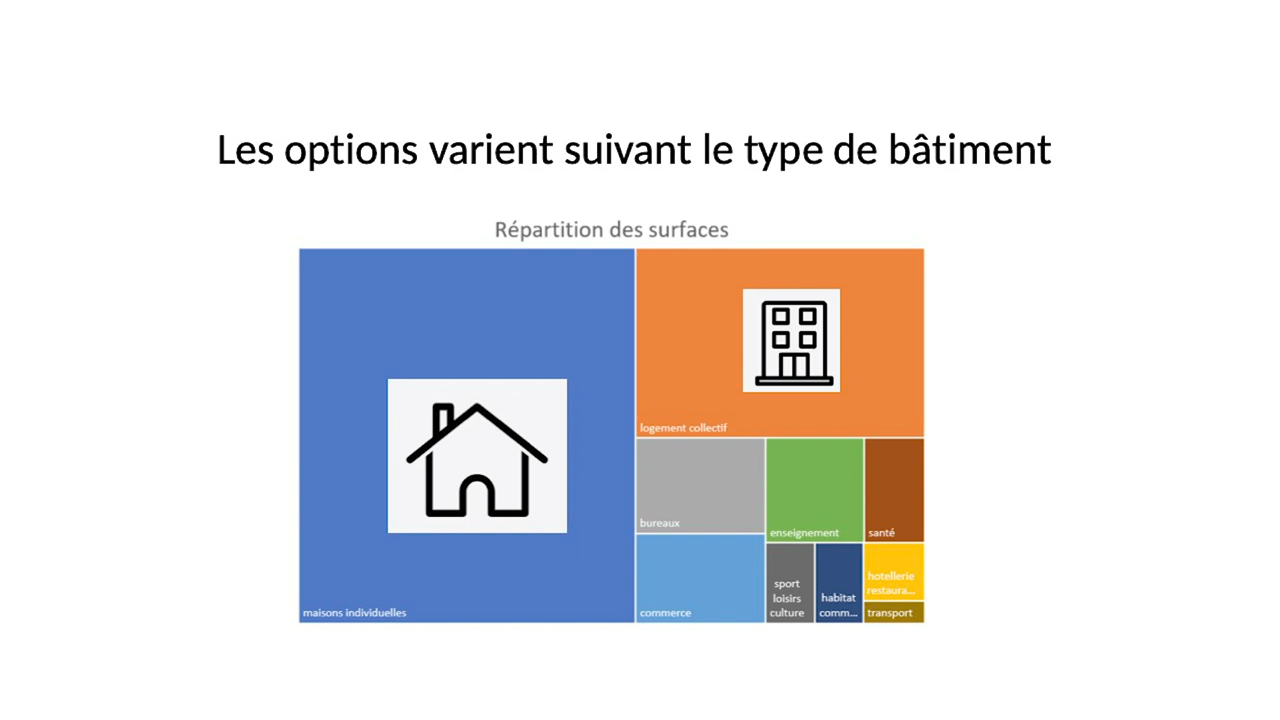 Les options varient suivant le type de bâtiment
Répartition des surfaces
maisons individuelles
logement collectif
bureaux
commerce
enseignement
santé
sport
loisirs
culture
habitat
comm...
hotellerie
restaura...
transport